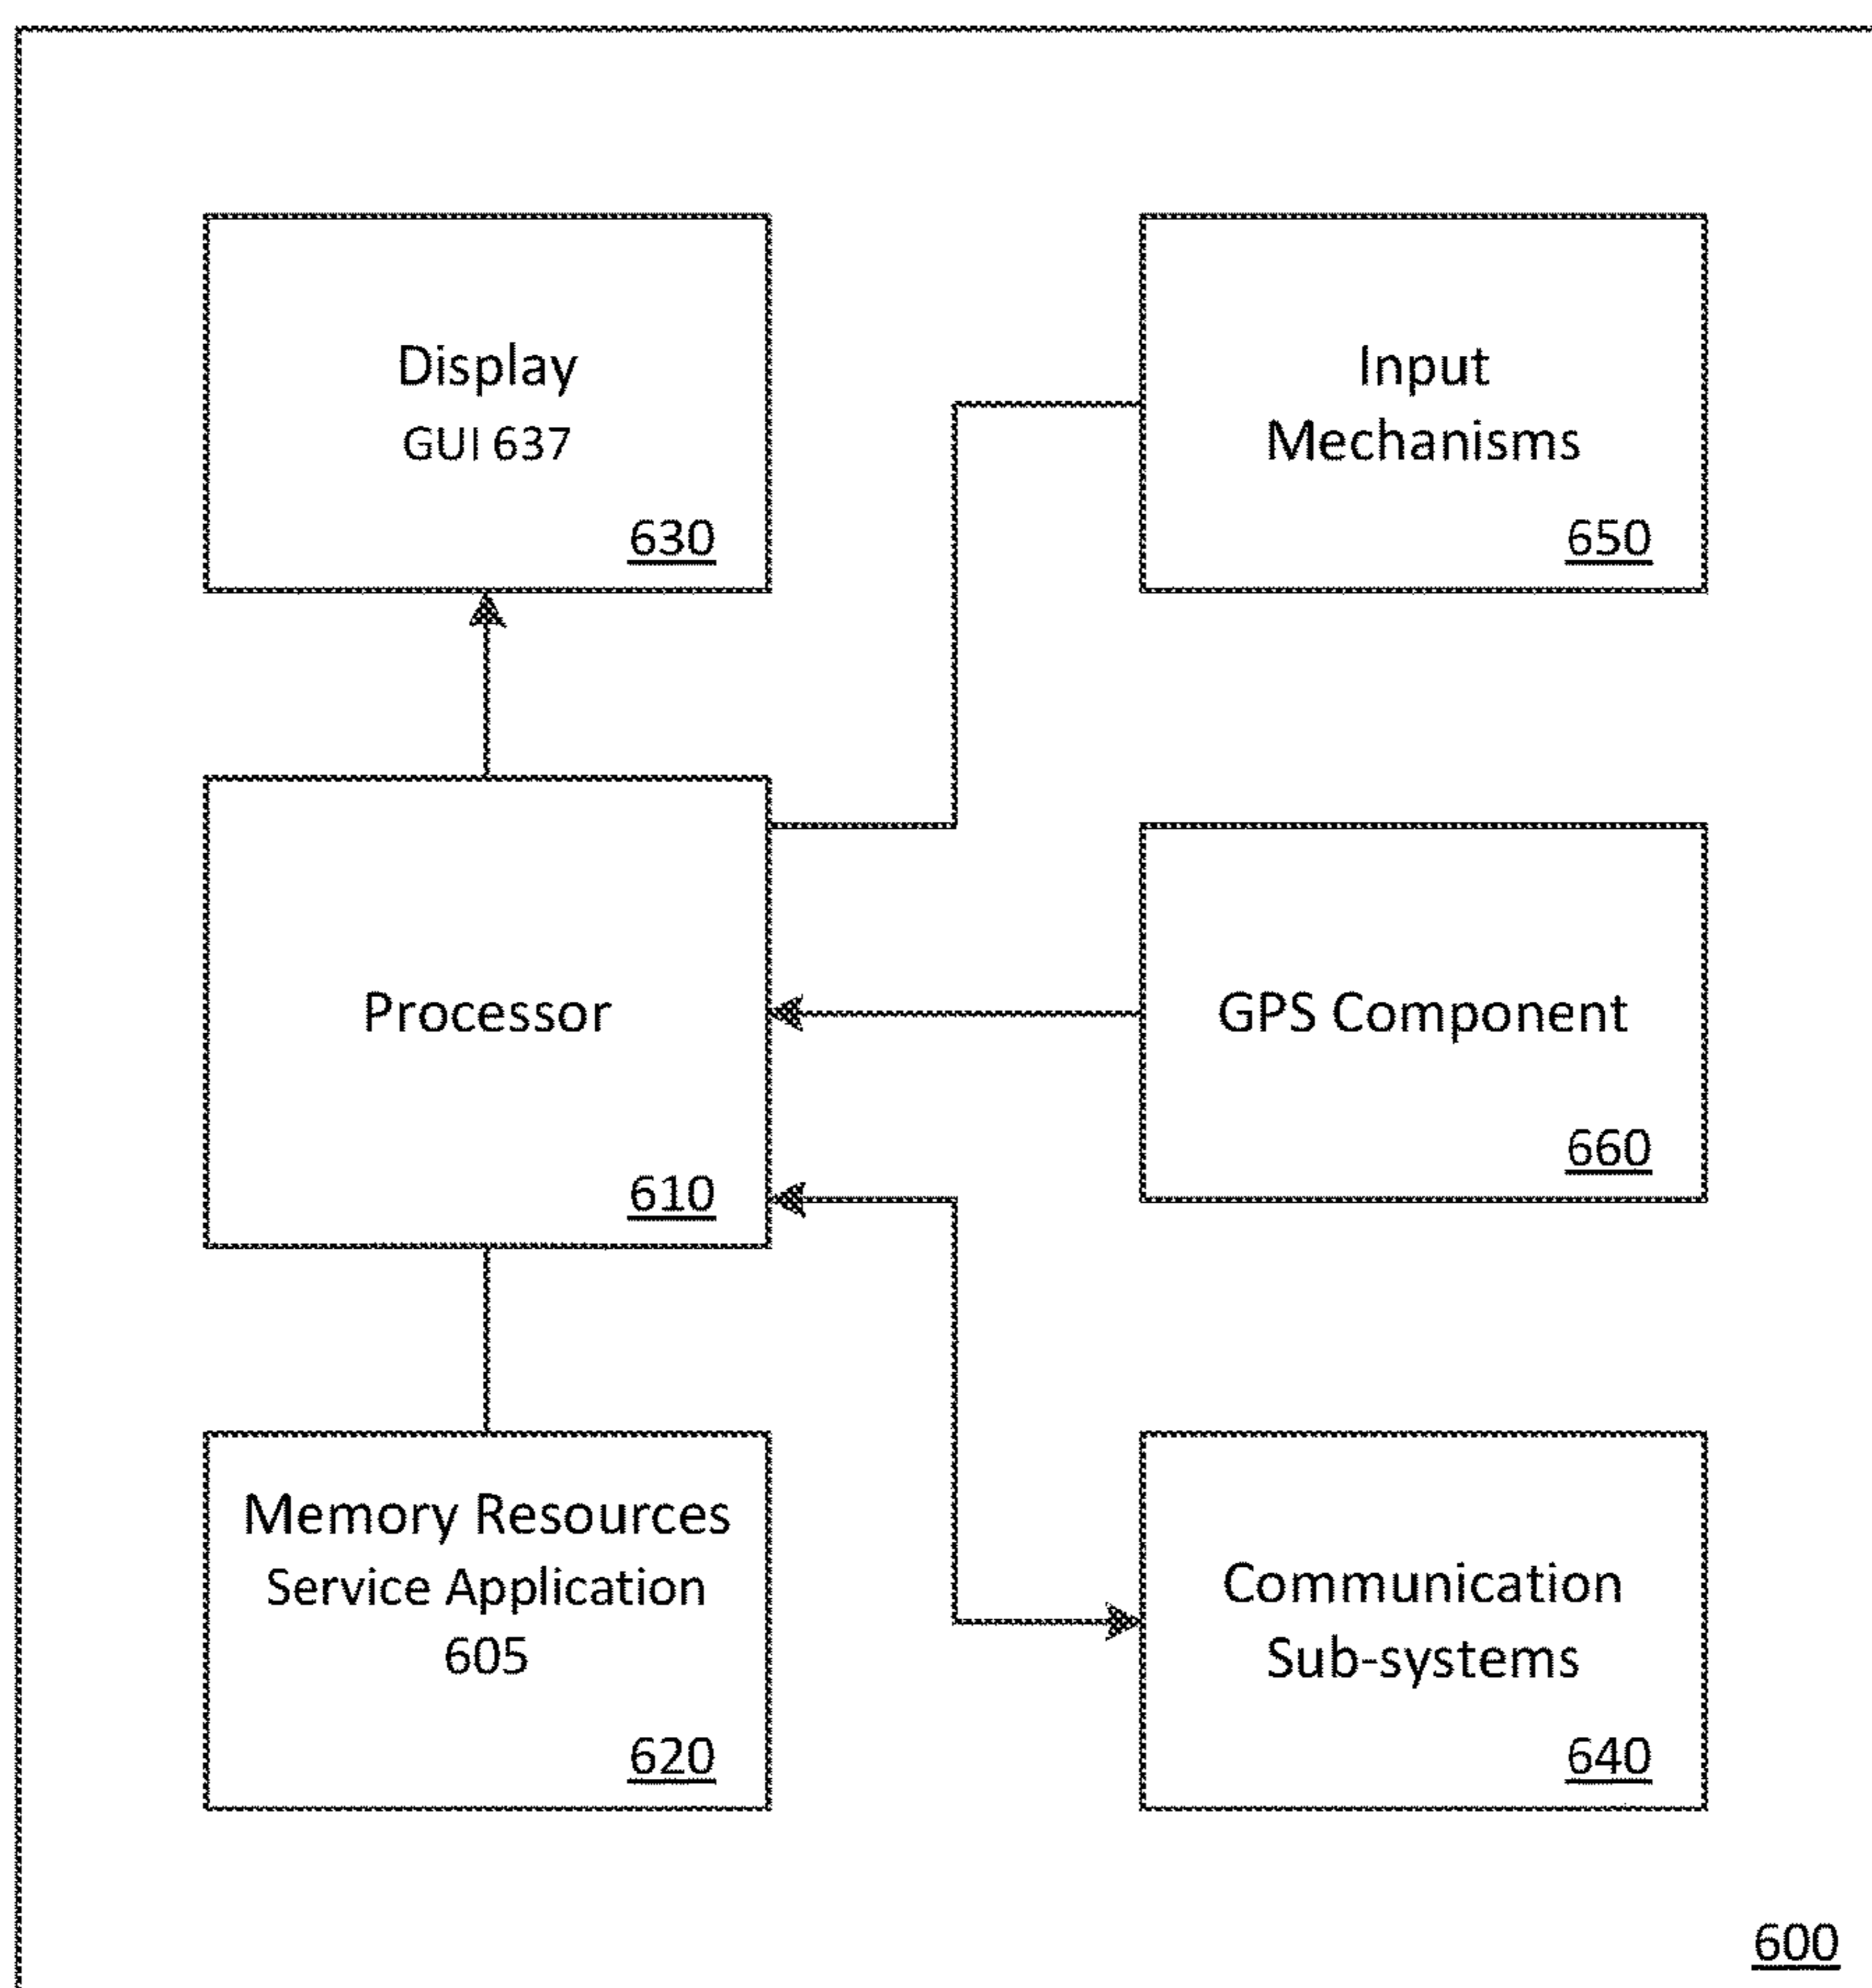 Display
GUI 637
630
Input
Mechanisms
650
Processor
610
GPS Component
660
Memory Resources
Service Application
605
620
Communication
Sub-systems
640
600